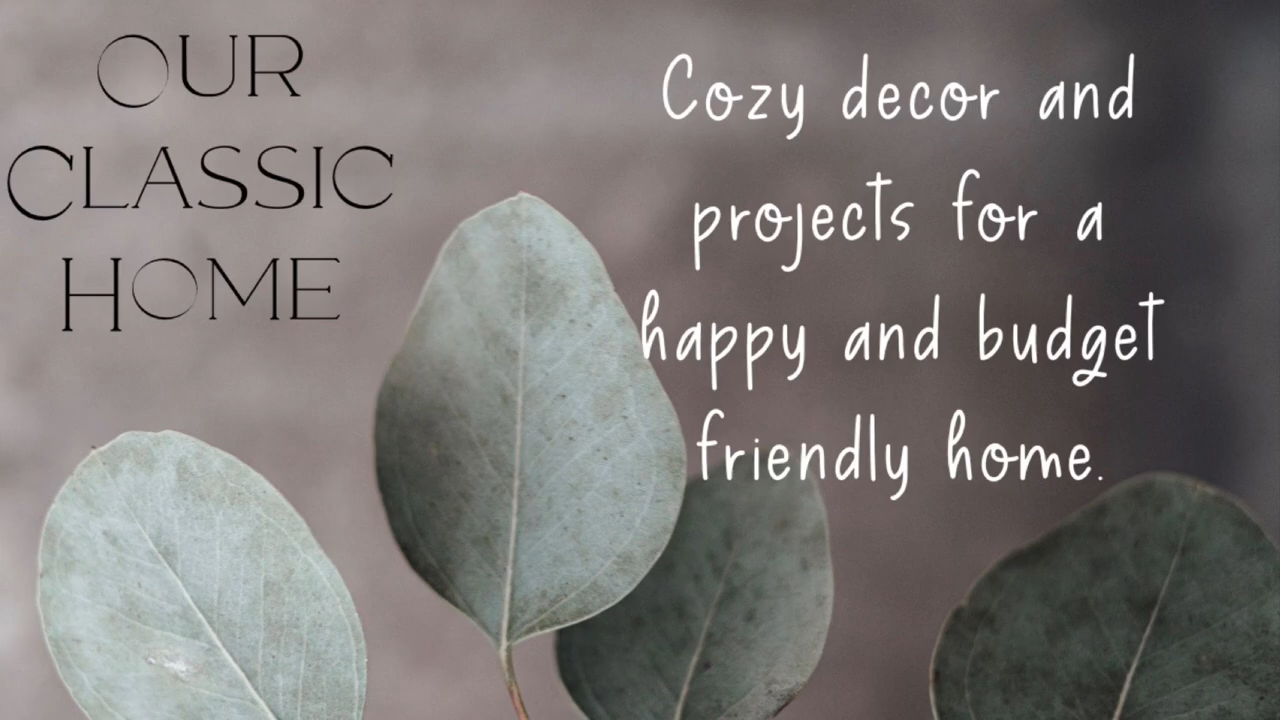 OUR
CLASSIC
HOME
Cozy decor and
projects for a
happy and budget
friendly home.